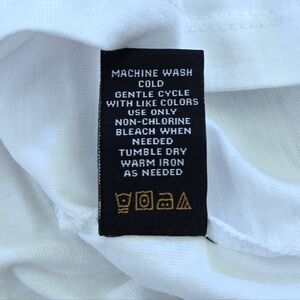 MACHINE WASH
COLD
GENTLE CYCLE
WITH LIKE COLORS
USE ONLY
NON-CHLORINE
BLEACH WHEN
NEEDED
TUMBLE DRY
WARM IRON
AS NEEDED